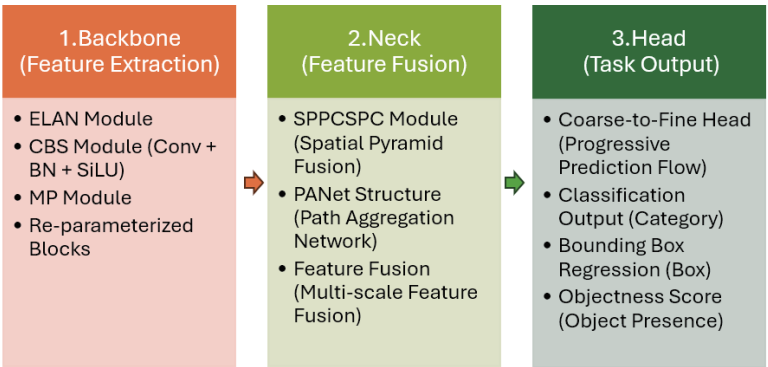 1.Backbone
(Feature Extraction)
• ELAN Module
• CBS Module (Conv +
BN + SiLU)
• MP Module
• Re-parameterized
Blocks
2.Neck
(Feature Fusion)
• SPPCSPC Module
(Spatial Pyramid
Fusion)
• PANet Structure
(Path Aggregation
Network)
• Feature Fusion
(Multi-scale Feature
Fusion)
3.Head
(Task Output)
• Coarse-to-Fine Head
(Progressive
Prediction Flow)
• Classification
Output (Category)
• Bounding Box
Regression (Box)
• Objectness Score
(Object Presence)